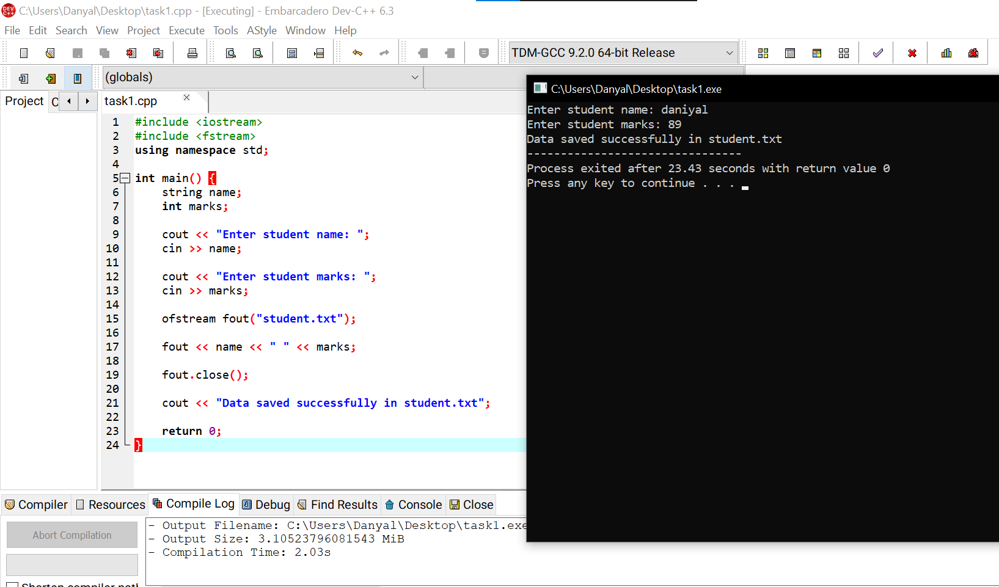 C:\Users\Danyal\Desktop\task1.cpp - [Executing] - Embarcadero Dev-C++ 6.3
File Edit Search View Project Execute Tools AStyle Window Help
TDM-GCC 9.2.0 64-bit Release
(globals)
Project C
task1.cpp
1 #include <iostream>
2 #include <fstream>
3 using namespace std;
4
5 int main() {
6 string name;
7 int marks;
8
9 cout << "Enter student name: ";
10 cin >> name;
11
12 cout << "Enter student marks: ";
13 cin >> marks;
14
15 ofstream fout("student.txt");
16
17 fout << name << " " << marks;
18
19 fout.close();
20
21 cout << "Data saved successfully in student.txt";
22
23 return 0;
24 }
C:\Users\Danyal\Desktop\task1.exe
Enter student name: daniyal
Enter student marks: 89
Data saved successfully in student.txt
--------------------------------
Process exited after 23.43 seconds with return value 0
Press any key to continue . . .
Compiler Resources Compile Log Debug Find Results Console Close
Abort Compilation
- Output Filename: C:\Users\Danyal\Desktop\task1.exe
- Output Size: 3.10523796081543 MiB
- Compilation Time: 2.03s
Shorten compiler path